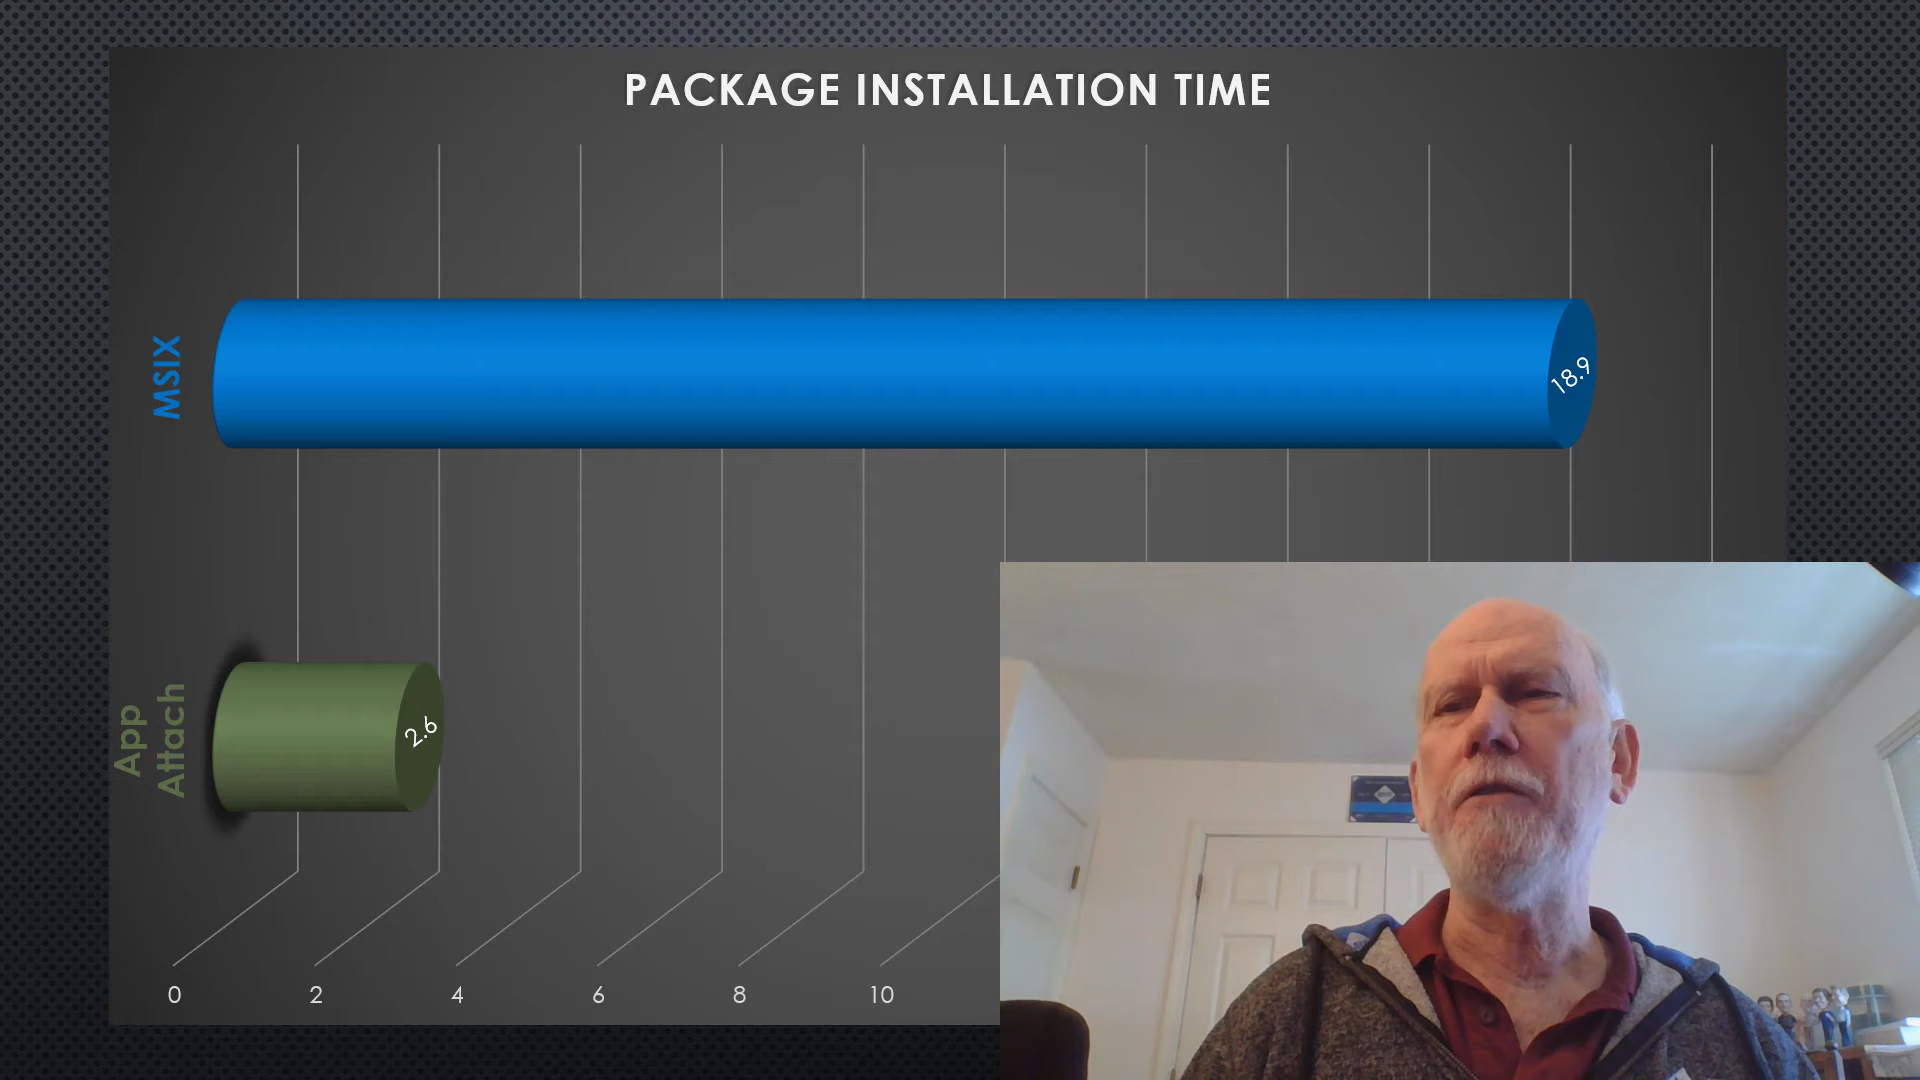 PACKAGE INSTALLATION TIME
MSIX
18.9
App
Attach
2.6
0 2 4 6 8 10